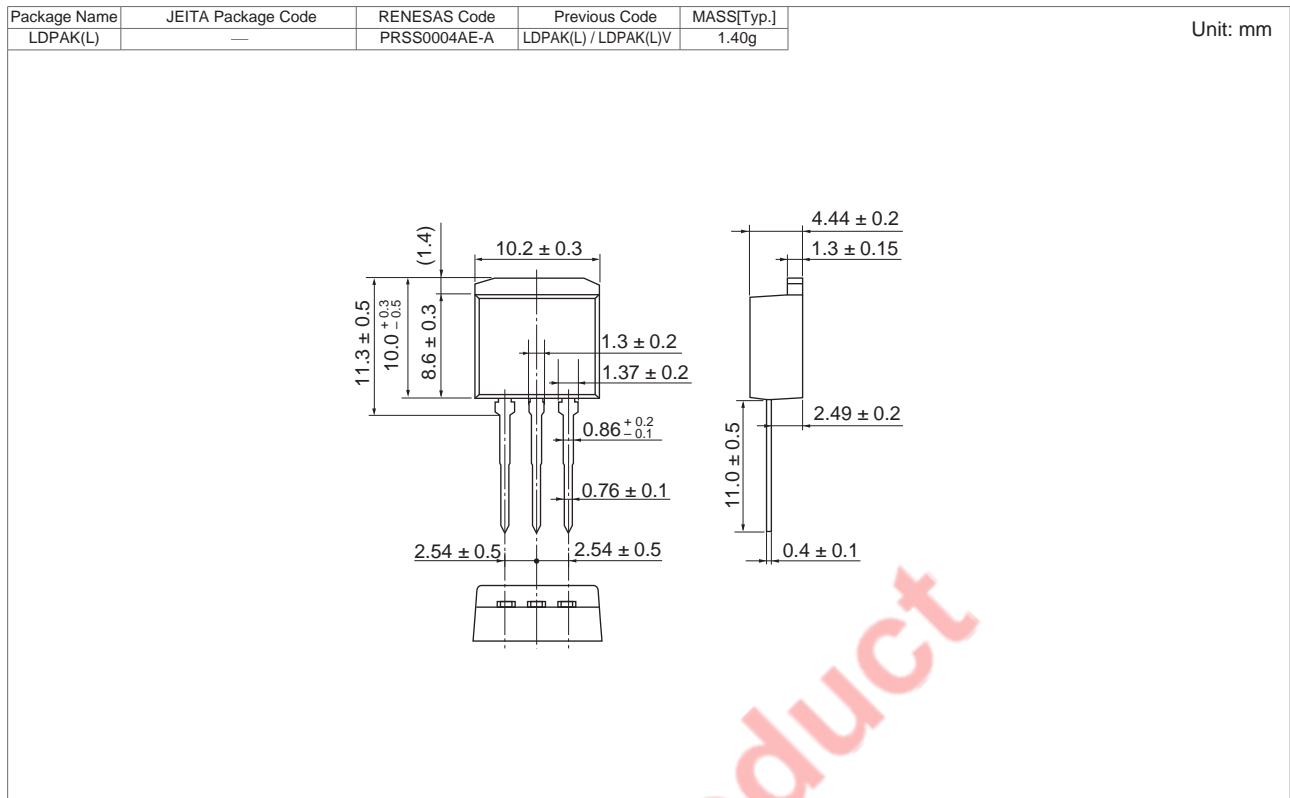 Package Name JEITA Package Code RENESAS Code Previous Code MASS[Typ.]
LDPAK(L) — PRSS0004AE-A LDPAK(L) / LDPAK(L)V 1.40g
Unit: mm
4.44 ± 0.2
(1.4)
10.2 ± 0.3
1.3 ± 0.15
11.3 ± 0.5
10.0 + 0.3 – 0.5
8.6 ± 0.3
1.3 ± 0.2
1.37 ± 0.2
2.49 ± 0.2
0.86 + 0.2 – 0.1
11.0 ± 0.5
0.76 ± 0.1
2.54 ± 0.5
2.54 ± 0.5
0.4 ± 0.1
duct